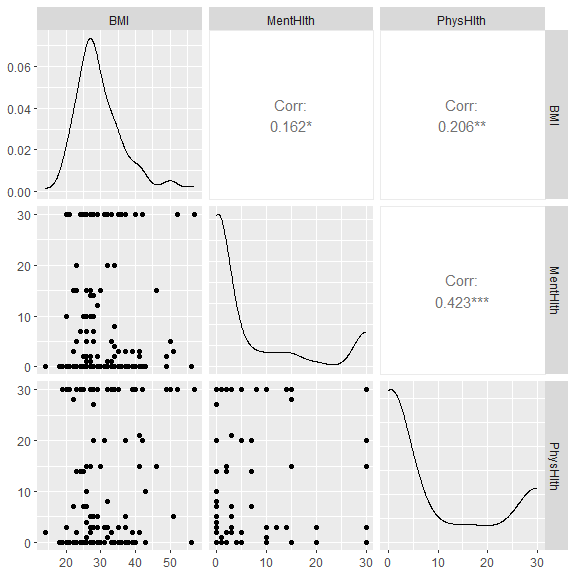 BMI
MentHlth
PhysHlth
0.06
0.04
0.02
0.00
Corr:
0.162*
Corr:
0.206**
BMI
30
20
10
0
Corr:
0.423***
MentHlth
30
20
10
0
PhysHlth
20 30 40 50
0 10 20 30
0 10 20 30